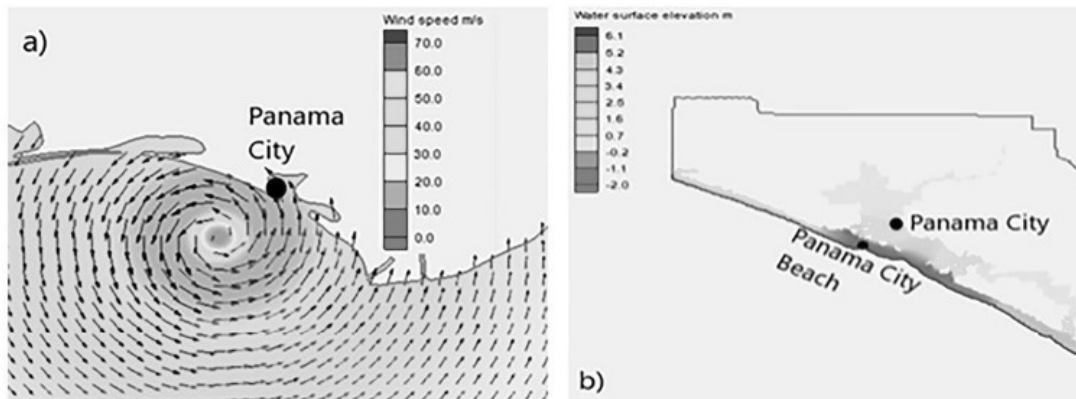 a)
Wind speed m/s
70.0
60.0
50.0
40.0
30.0
20.0
10.0
0.0
Panama
City
Water surface elevation m
6.1
5.2
4.3
3.4
2.5
1.6
0.7
-0.2
-1.1
-2.0
Panama City
Panama City
Beach
b)